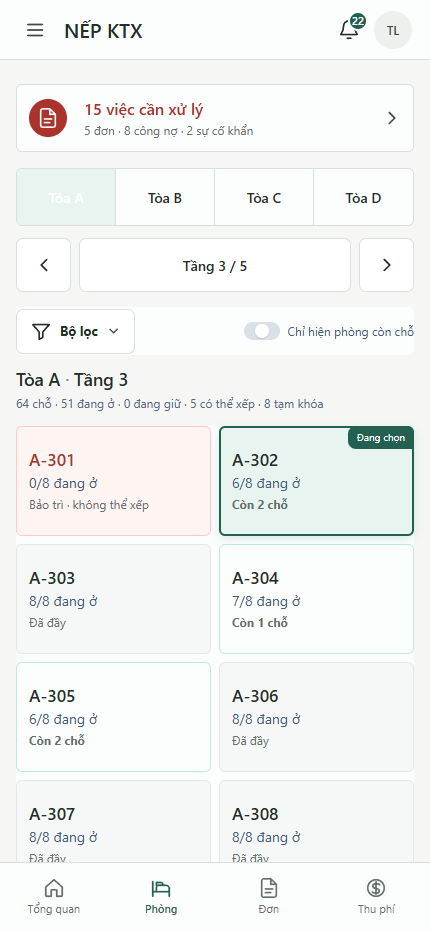 NẾP KTX
22
TL
15 việc cần xử lý
5 đơn · 8 công nợ · 2 sự cố khẩn
Tòa A
Tòa B
Tòa C
Tòa D
Tầng 3 / 5
Bộ lọc
Chỉ hiện phòng còn chỗ
Tòa A · Tầng 3
64 chỗ · 51 đang ở · 0 đang giữ · 5 có thể xếp · 8 tạm khóa
A-301
0/8 đang ở
Bảo trì · không thể xếp
Đang chọn
A-302
6/8 đang ở
Còn 2 chỗ
A-303
8/8 đang ở
Đã đầy
A-304
7/8 đang ở
Còn 1 chỗ
A-305
6/8 đang ở
Còn 2 chỗ
A-306
8/8 đang ở
Đã đầy
A-307
8/8 đang ở
Đã đầy
A-308
8/8 đang ở
Đã đầy
Tổng quan
Phòng
Đơn
Thu phí